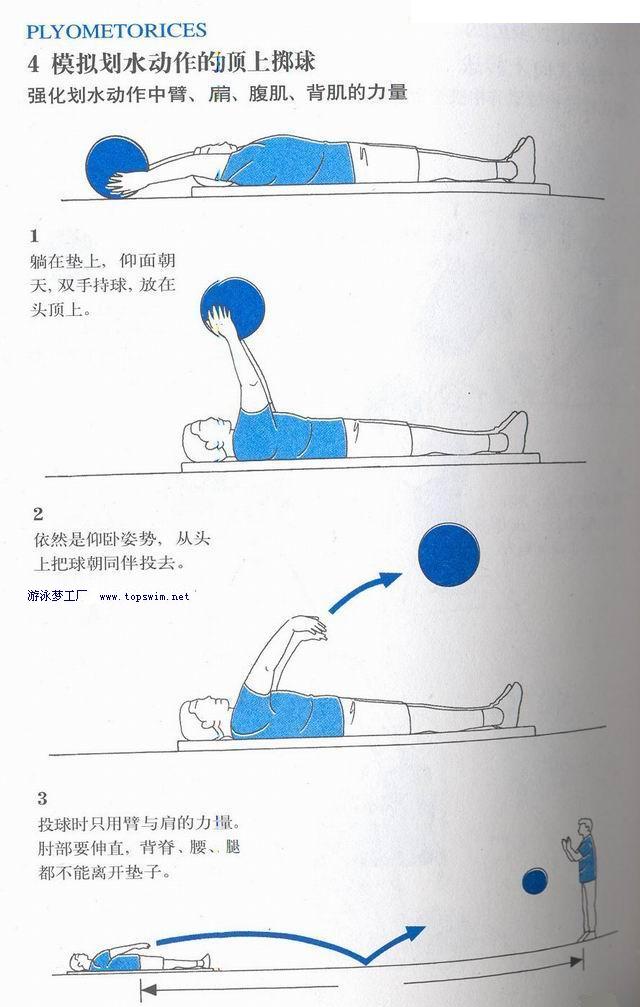 PLYOMETORICES
4 模拟划水动作的顶上掷球
强化划水动作中臂、肩、腹肌、背肌的力量
1
躺在垫上，仰面朝
天, 双手持球, 放在
头顶上。
2
依然是仰卧姿势，从头
上把球朝同伴投去。
游泳梦工厂 www.topswim.net
3
投球时只用臂与肩的力量。
肘部要伸直，背脊、腰、腿
都不能离开垫子。